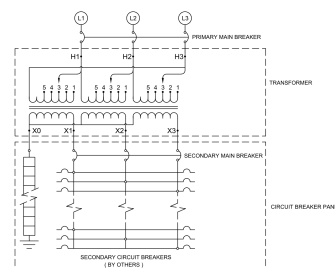 L1 L2 L3
PRIMARY MAIN BREAKER
H1 H2 H3
TRANSFORMER
5 4 3 2 1 5 4 3 2 1 5 4 3 2 1
X0 X1 X2 X3
SECONDARY MAIN BREAKER
CIRCUIT BREAKER PAN
SECONDARY CIRCUIT BREAKERS
( BY OTHERS )